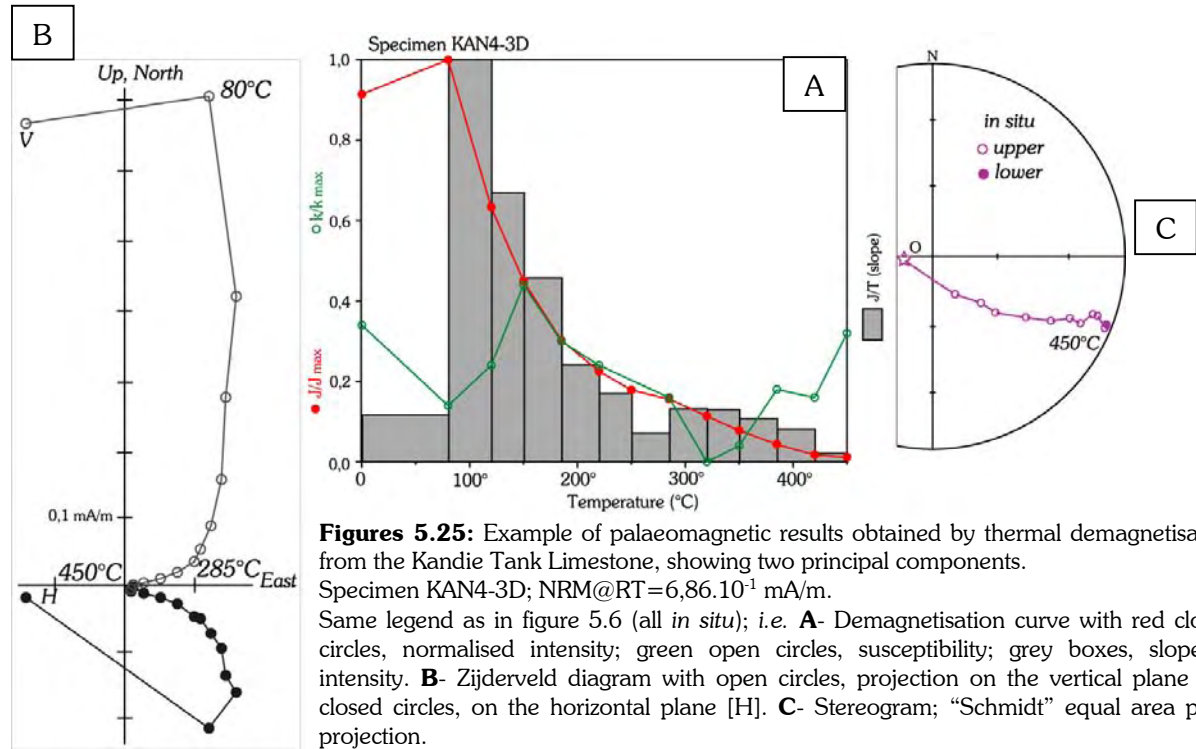 B
Up, North
80°C
V
0,1 mA/m
450°C
285°C
East
H
Specimen KAN4-3D
A
1,0
0,8
0,6
0,4
0,2
0,0
k/k max
J/J max
0
100°
200°
300°
400°
Temperature (°C)
J/T (slope)
N
in situ
upper
lower
C
O
450°C
Figures 5.25: Example of palaeomagnetic results obtained by thermal demagnetisa
from the Kandie Tank Limestone, showing two principal components.
Specimen KAN4-3D; NRM@RT=6,86.10-1 mA/m.
Same legend as in figure 5.6 (all in situ); i.e. A- Demagnetisation curve with red clo
circles, normalised intensity; green open circles, susceptibility; grey boxes, slope
intensity. B- Zijderveld diagram with open circles, projection on the vertical plane
closed circles, on the horizontal plane [H]. C- Stereogram; “Schmidt” equal area p
projection.